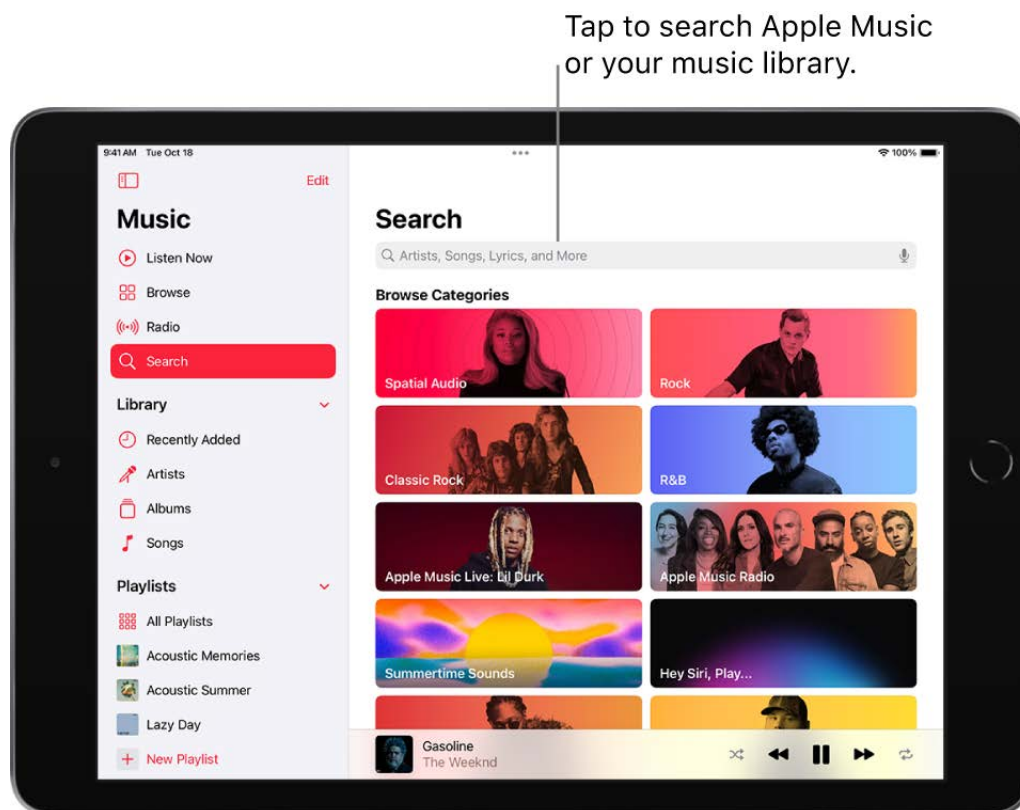 Tap to search Apple Music
or your music library.
9:41 AM Tue Oct 18
100%
Edit
Music
Listen Now
Browse
Radio
Search
Library
Recently Added
Artists
Albums
Songs
Playlists
All Playlists
Acoustic Memories
Acoustic Summer
Lazy Day
New Playlist
Search
Artists, Songs, Lyrics, and More
Browse Categories
Spatial Audio
Rock
Classic Rock
R&B
Apple Music Live: Lil Durk
Apple Music Radio
Summertime Sounds
Hey Siri, Play...
Gasoline
The Weeknd